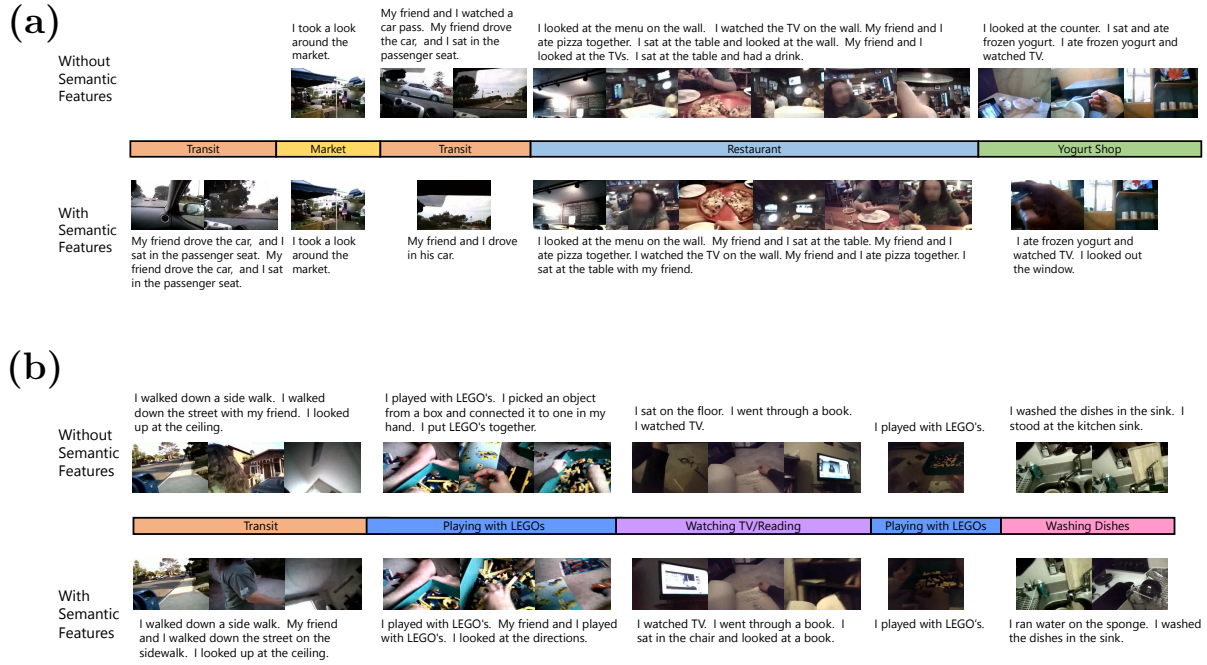 (a)
Without
Semantic
Features
I took a look
around the
market.
My friend and I watched a
car pass. My friend drove
the car, and I sat in the
passenger seat.
I looked at the menu on the wall. I watched the TV on the wall. My friend and I
ate pizza together. I sat at the table and looked at the wall. My friend and I
looked at the TVs. I sat at the table and had a drink.
I looked at the counter. I sat and ate
frozen yogurt. I ate frozen yogurt and
watched TV.
Transit
Market
Transit
Restaurant
Yogurt Shop
With
Semantic
Features
My friend drove the car, and I
sat in the passenger seat. My
friend drove the car, and I sat
in the passenger seat.
I took a look
around the
market.
My friend and I drove
in his car.
I looked at the menu on the wall. My friend and I sat at the table. My friend and I
ate pizza together. I watched the TV on the wall. My friend and I ate pizza together. I
sat at the table with my friend.
I ate frozen yogurt and
watched TV. I looked out
the window.
(b)
Without
Semantic
Features
I walked down a side walk. I walked
down the street with my friend. I looked
up at the ceiling.
I played with LEGO's. I picked an object
from a box and connected it to one in my
hand. I put LEGO's together.
I sat on the floor. I went through a book.
I watched TV.
I played with LEGO's.
I washed the dishes in the sink. I
stood at the kitchen sink.
Transit
Playing with LEGOs
Watching TV/Reading
Playing with LEGOs
Washing Dishes
With
Semantic
Features
I walked down a side walk. My friend
and I walked down the street on the
sidewalk. I looked up at the ceiling.
I played with LEGO's. My friend and I played
with LEGO's. I looked at the directions.
I watched TV. I went through a book. I
sat in the chair and looked at a book.
I played with LEGO's.
I ran water on the sponge. I washed
the dishes in the sink.